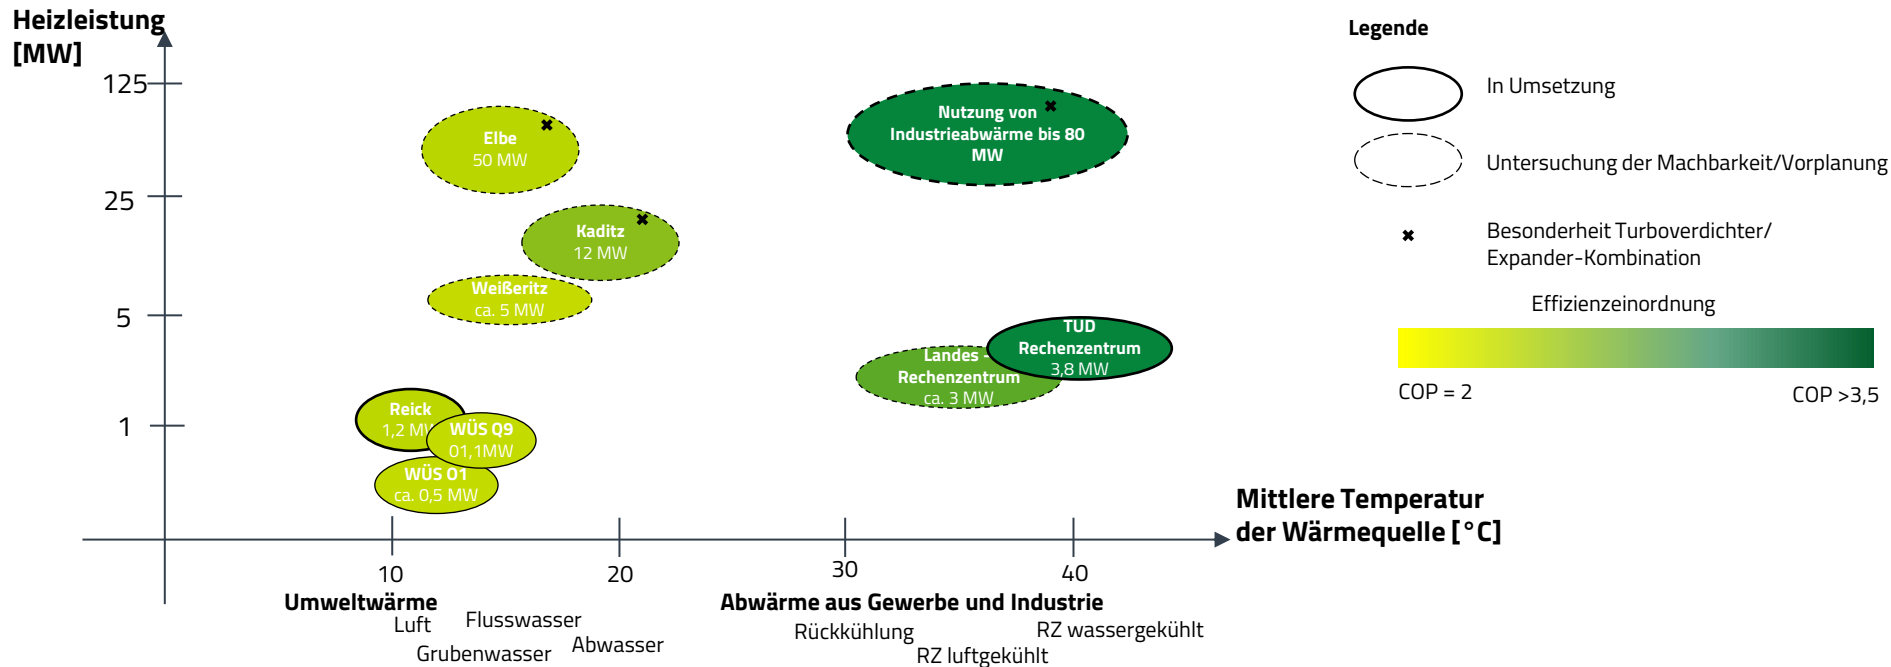 Heizleistung
[MW]
125
25
5
1
Elbe
50 MW
Kaditz
12 MW
Weißeritz
ca. 5 MW
Reick
1,2 MW
WÜS Q9
01,1MW
WÜS O1
ca. 0,5 MW
Nutzung von
Industrieabwärme bis 80
MW
TUD
Rechenzentrum
3,8 MW
Landes -
Rechenzentrum
ca. 3 MW
Legende
In Umsetzung
Untersuchung der Machbarkeit/Vorplanung
Besonderheit Turboverdichter/
Expander-Kombination
Effizienzeinordnung
COP = 2
COP >3,5
Mittlere Temperatur
der Wärmequelle [°C]
10
20
30
40
Umweltwärme
Luft
Flusswasser
Grubenwasser
Abwasser
Abwärme aus Gewerbe und Industrie
Rückkühlung
RZ wassergekühlt
RZ luftgekühlt